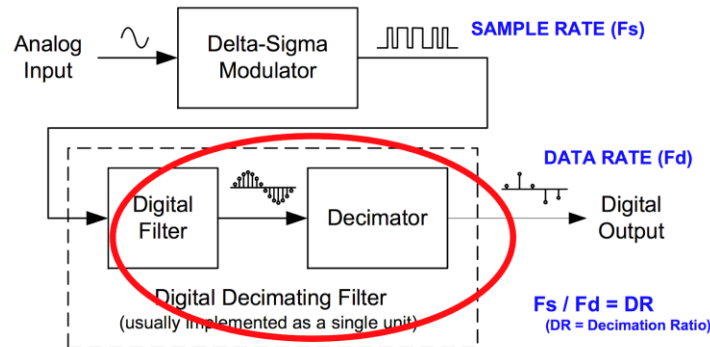 Analog
Input
Delta-Sigma
Modulator
SAMPLE RATE (Fs)
DATA RATE (Fd)
Digital
Filter
Decimator
Digital
Output
Digital Decimating Filter
(usually implemented as a single unit)
Fs / Fd = DR
(DR = Decimation Ratio)